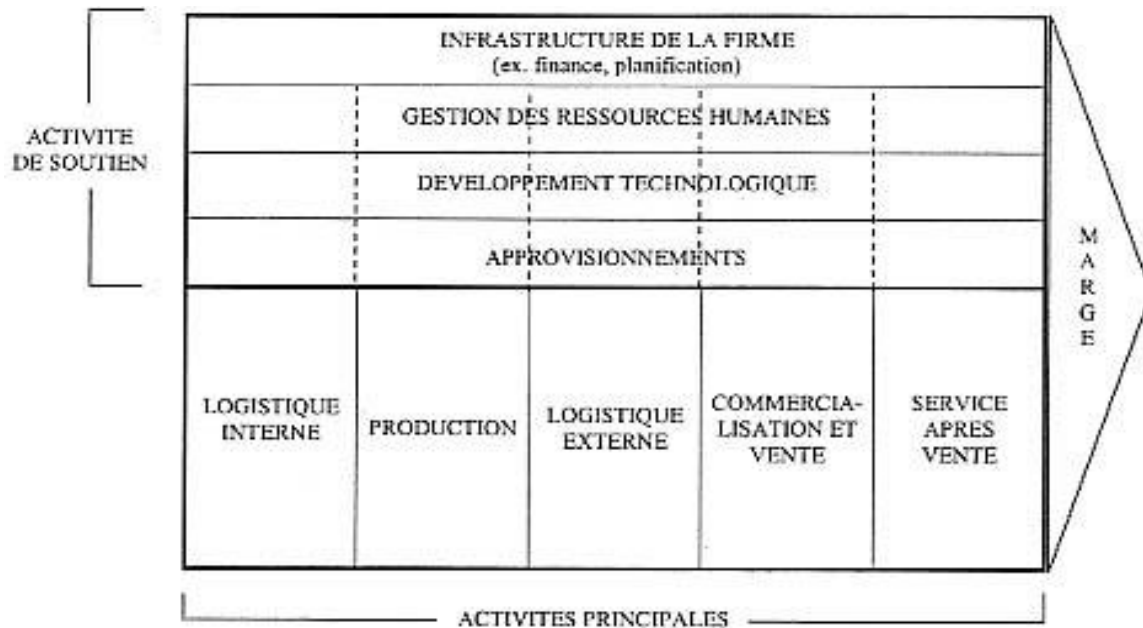 INFRASTRUCTURE DE LA FIRME
(ex. finance, planification)
GESTION DES RESSOURCES HUMAINES
ACTIVITE
DE SOUTIEN
DEVELOPPEMENT TECHNOLOGIQUE
APPROVISIONNEMENTS
MARGE
LOGISTIQUE
INTERNE
PRODUCTION
LOGISTIQUE
EXTERNE
COMMERCIA-
LISATION ET
VENTE
SERVICE
APRES
VENTE
ACTIVITES PRINCIPALES